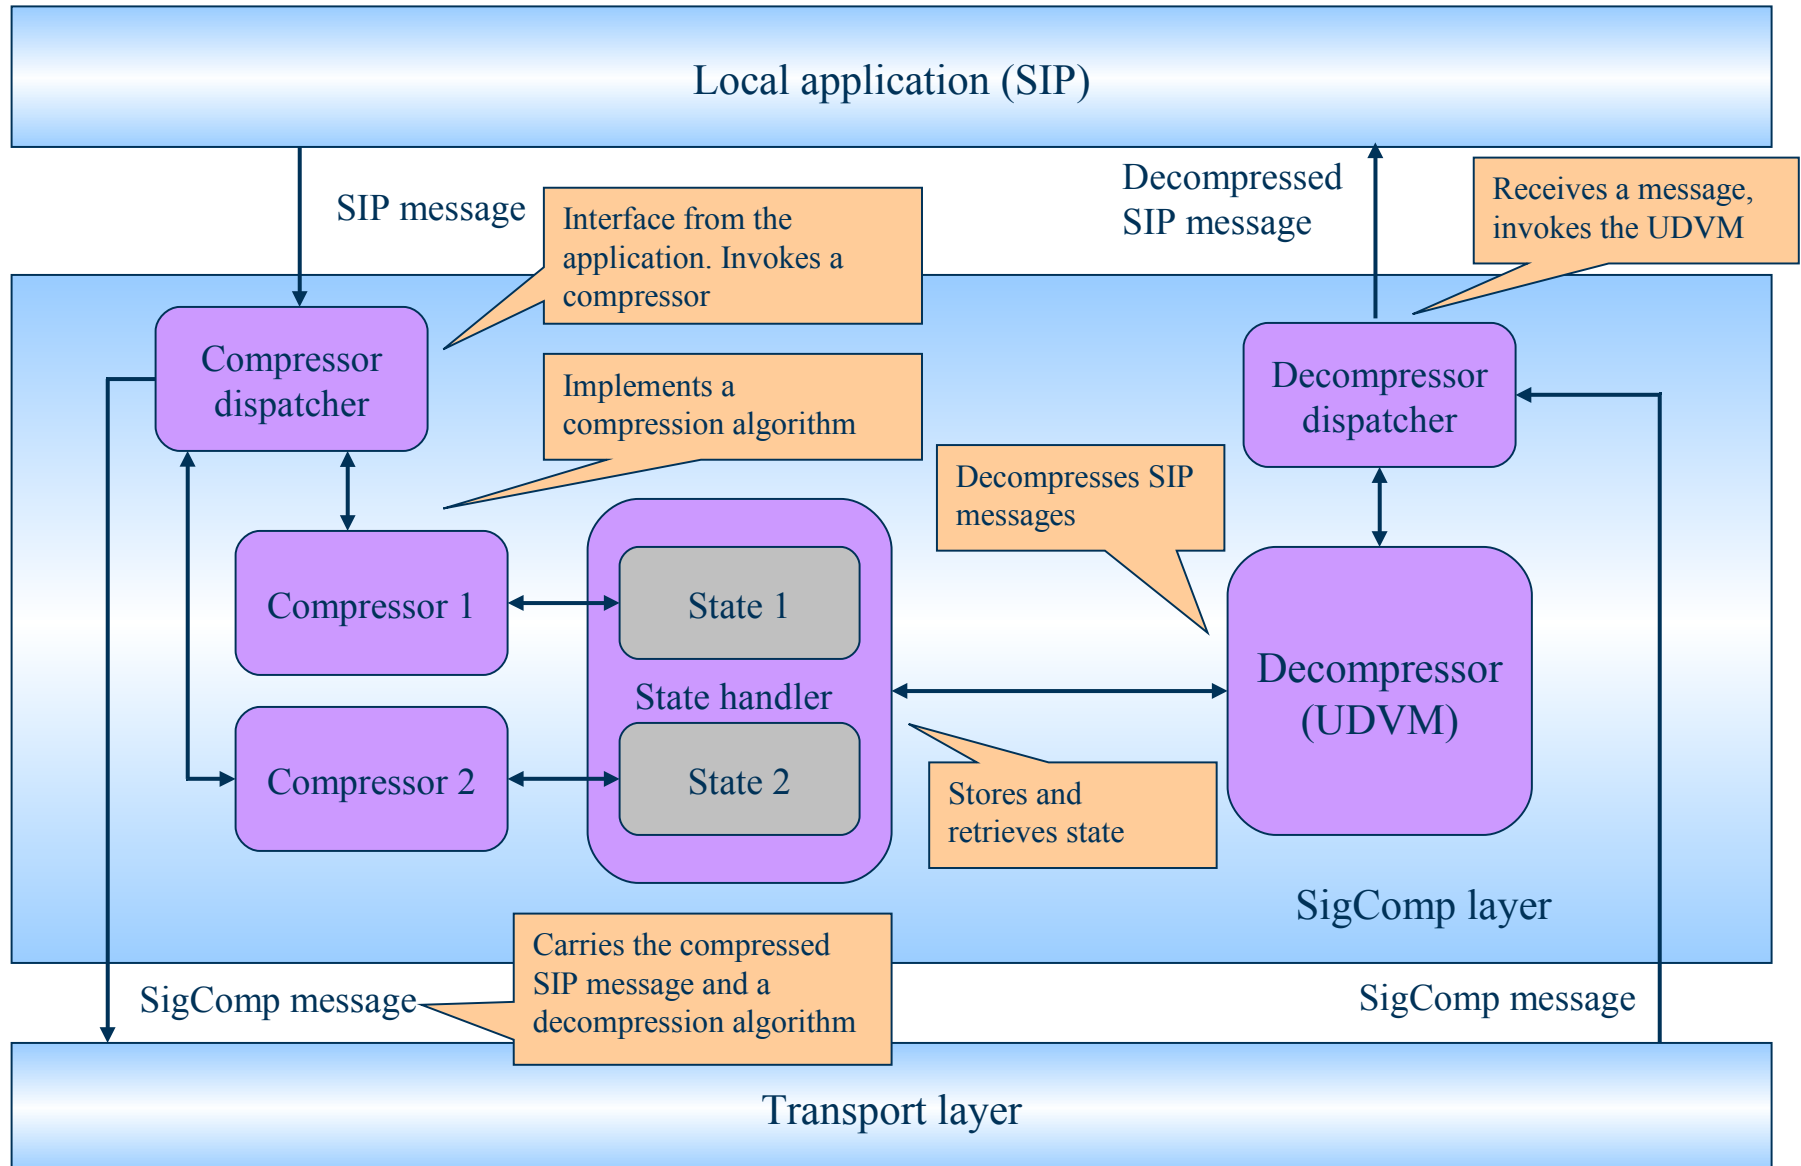 Local application (SIP)
SIP message
Interface from the
application. Invokes a
compressor
Decompressed
SIP message
Receives a message,
invokes the UDVM
Compressor
dispatcher
Implements a
compression algorithm
Decompressor
dispatcher
Decompresses SIP
messages
Compressor 1
State 1
State handler
Decompressor
(UDVM)
Compressor 2
State 2
Stores and
retrieves state
SigComp layer
Carries the compressed
SIP message and a
decompression algorithm
SigComp message
SigComp message
Transport layer